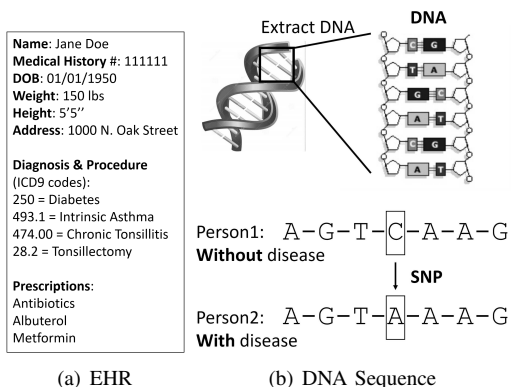 Name: Jane Doe
Medical History #: 111111
DOB: 01/01/1950
Weight: 150 lbs
Height: 5'5''
Address: 1000 N. Oak Street
Diagnosis & Procedure
(ICD9 codes):
250 = Diabetes
493.1 = Intrinsic Asthma
474.00 = Chronic Tonsillitis
28.2 = Tonsillectomy
Prescriptions:
Antibiotics
Albuterol
Metformin
(a) EHR
Extract DNA
DNA
C G
T A
G C
A T
C G
A T
Person1: A-G-T-C-A-A-G
Without disease
SNP
Person2: A-G-T-A-A-A-G
With disease
(b) DNA Sequence